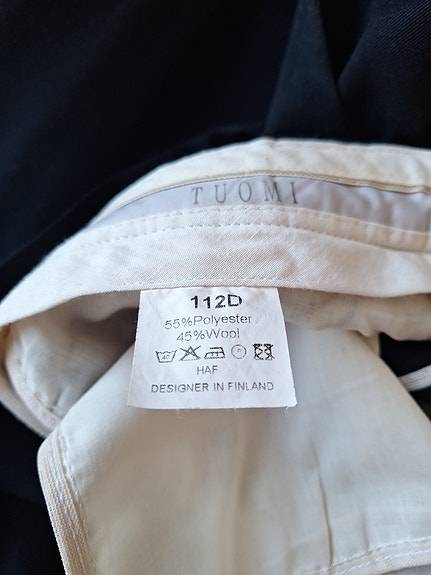 TUOMI
112D
55%Polyester
45%Wool
HAF
DESIGNER IN FINLAND